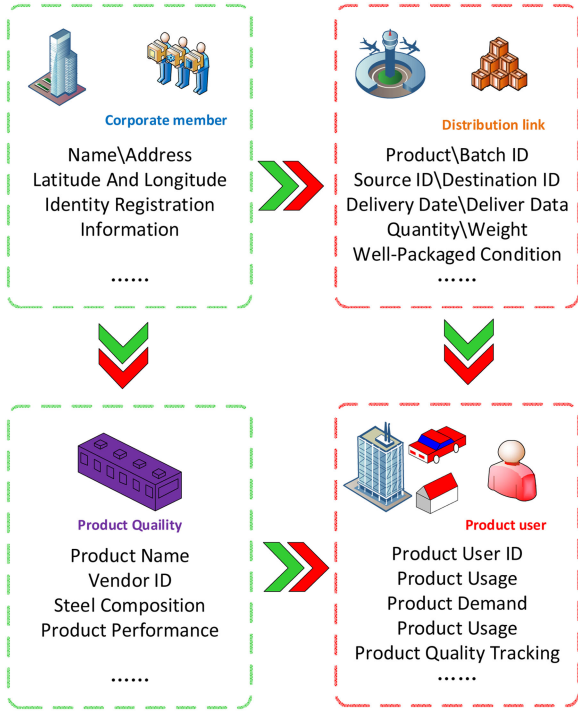 Corporate member
Name\Address
Latitude And Longitude
Identity Registration
Information
......
Distribution link
Product\Batch ID
Source ID\Destination ID
Delivery Date\Deliver Data
Quantity\Weight
Well-Packaged Condition
......
Product Quaility
Product Name
Vendor ID
Steel Composition
Product Performance
......
Product user
Product User ID
Product Usage
Product Demand
Product Usage
Product Quality Tracking
......